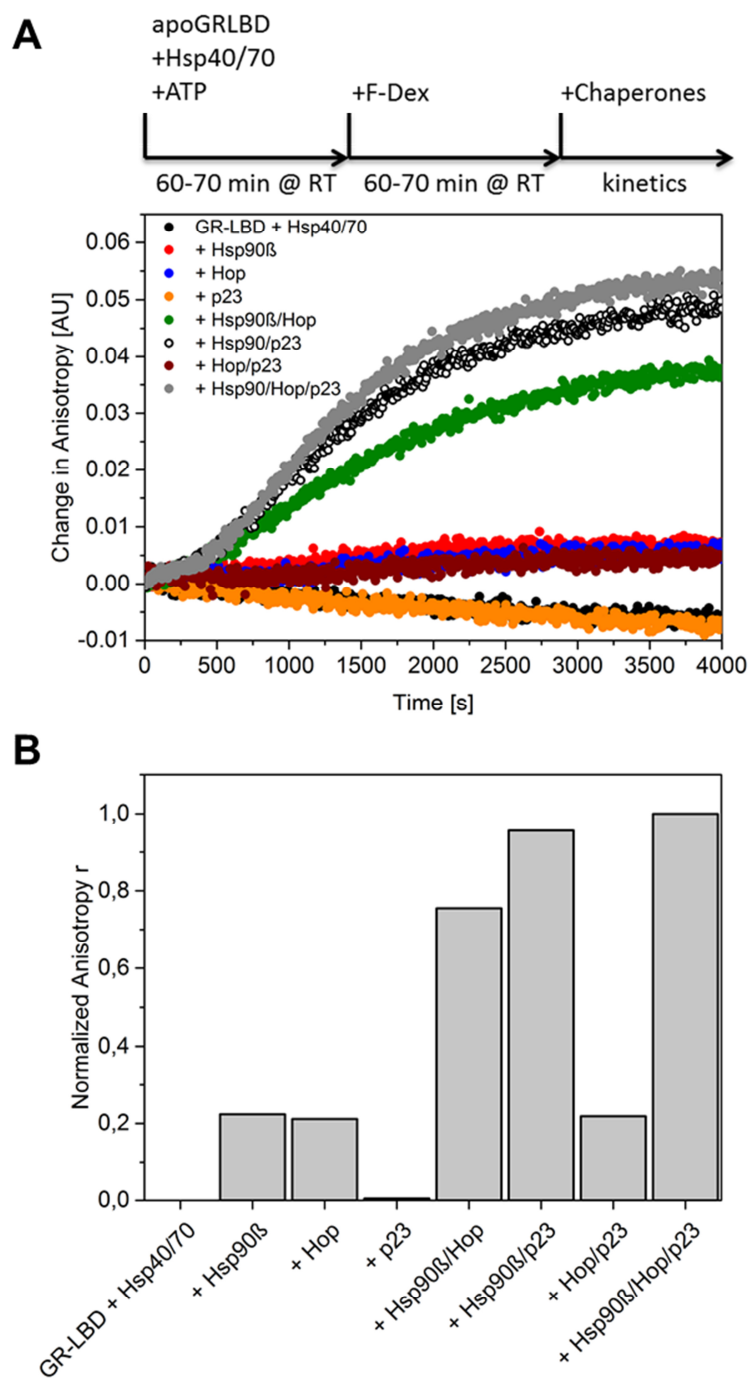 A
apoGRLBD
+Hsp40/70
+ATP
+F-Dex
+Chaperones
60-70 min @ RT
60-70 min @ RT
kinetics
Change in Anisotropy [AU]
0.06
0.05
0.04
0.03
0.02
0.01
0.00
-0.01
GR-LBD + Hsp40/70
+ Hsp90ß
+ Hop
+ p23
+ Hsp90ß/Hop
+ Hsp90/p23
+ Hop/p23
+ Hsp90/Hop/p23
0
500
1000
1500
2000
2500
3000
3500
4000
Time [s]
B
Normalized Anisotropy r
1,0
0,8
0,6
0,4
0,2
0,0
GR-LBD + Hsp40/70
+ Hsp90ß
+ Hop
+ p23
+ Hsp90ß/Hop
+ Hsp90ß/p23
+ Hop/p23
+ Hsp90ß/Hop/p23